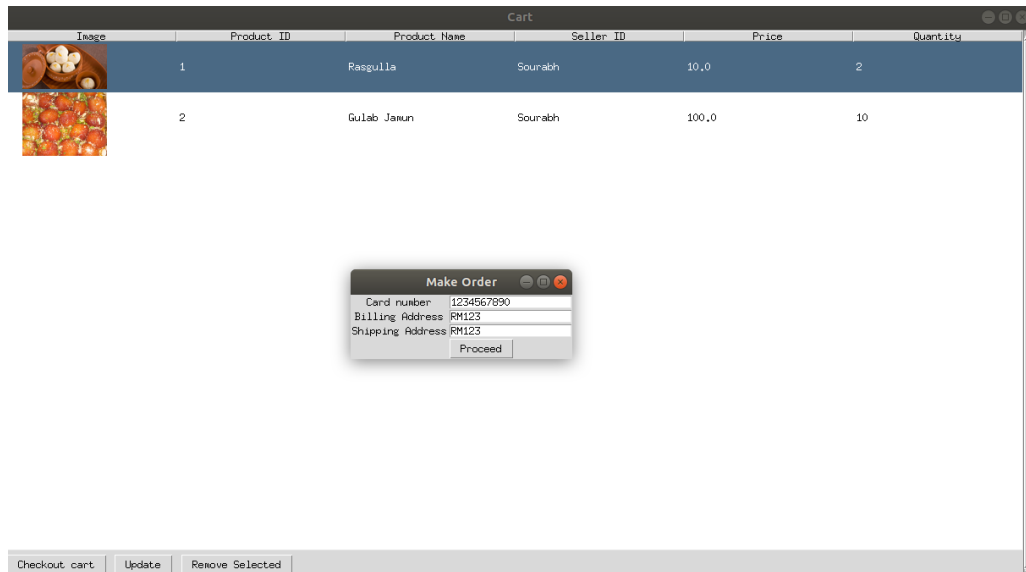 Cart
Image Product ID Product Name Seller ID Price Quantity
1 Rasgulla Sourabh 10.0 2
2 Gulab Jamun Sourabh 100.0 10
Make Order
Card number 1234567890
Billing Address RM123
Shipping Address RM123
Proceed
Checkout cart Update Remove Selected